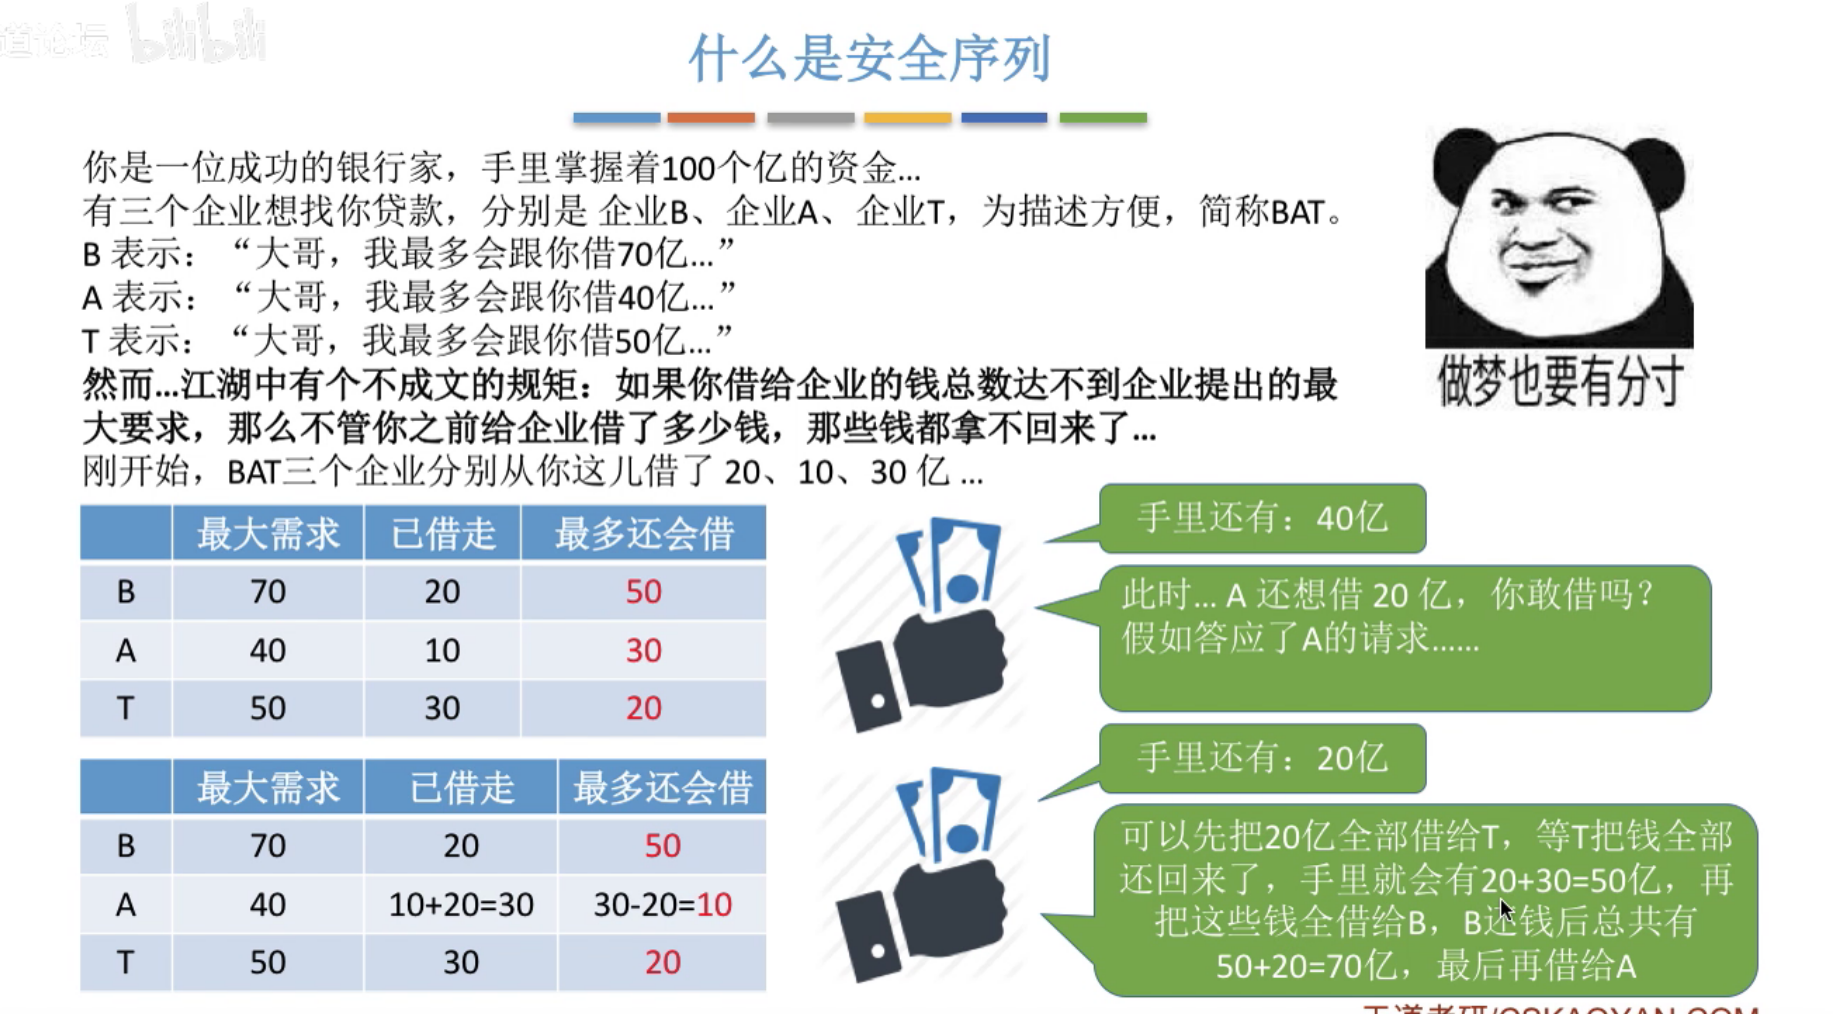 道论坛 bilibili
什么是安全序列
你是一位成功的银行家，手里掌握着100个亿的资金...
有三个企业想找你贷款，分别是 企业B、企业A、企业T，为描述方便，简称BAT。
B 表示：“大哥，我最多会跟你借70亿...”
A 表示：“大哥，我最多会跟你借40亿...”
T 表示：“大哥，我最多会跟你借50亿...”
然而...江湖中有个不成文的规矩：如果你借给企业的钱总数达不到企业提出的最
大要求，那么不管你之前给企业借了多少钱，那些钱都拿不回来了...
刚开始，BAT三个企业分别从你这儿借了 20、10、30 亿 ...
做梦也要有分寸
最大需求 已借走 最多还会借
B 70 20 50
A 40 10 30
T 50 30 20
手里还有：40亿
此时... A 还想借 20 亿，你敢借吗？
假如答应了A的请求......
最大需求 已借走 最多还会借
B 70 20 50
A 40 10+20=30 30-20=10
T 50 30 20
手里还有：20亿
可以先把20亿全部借给T，等T把钱全部
还回来了，手里就会有20+30=50亿，再
把这些钱全借给B，B还钱后总共有
50+20=70亿，最后再借给A
王道考研/CSKAOYAN.COM